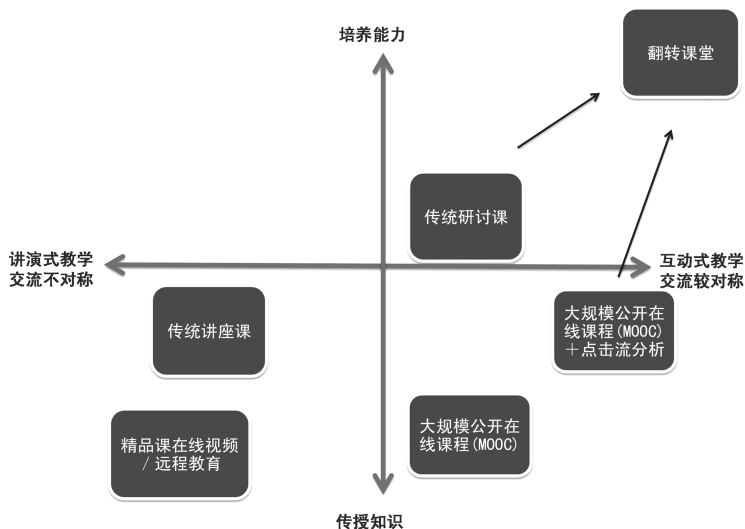 培养能力
翻转课堂
传统研讨课
讲演式教学
交流不对称
互动式教学
交流较对称
传统讲座课
大规模公开在
线课程(MOOC)
＋点击流分析
精品课在线视频
/ 远程教育
大规模公开在
线课程(MOOC)
传授知识